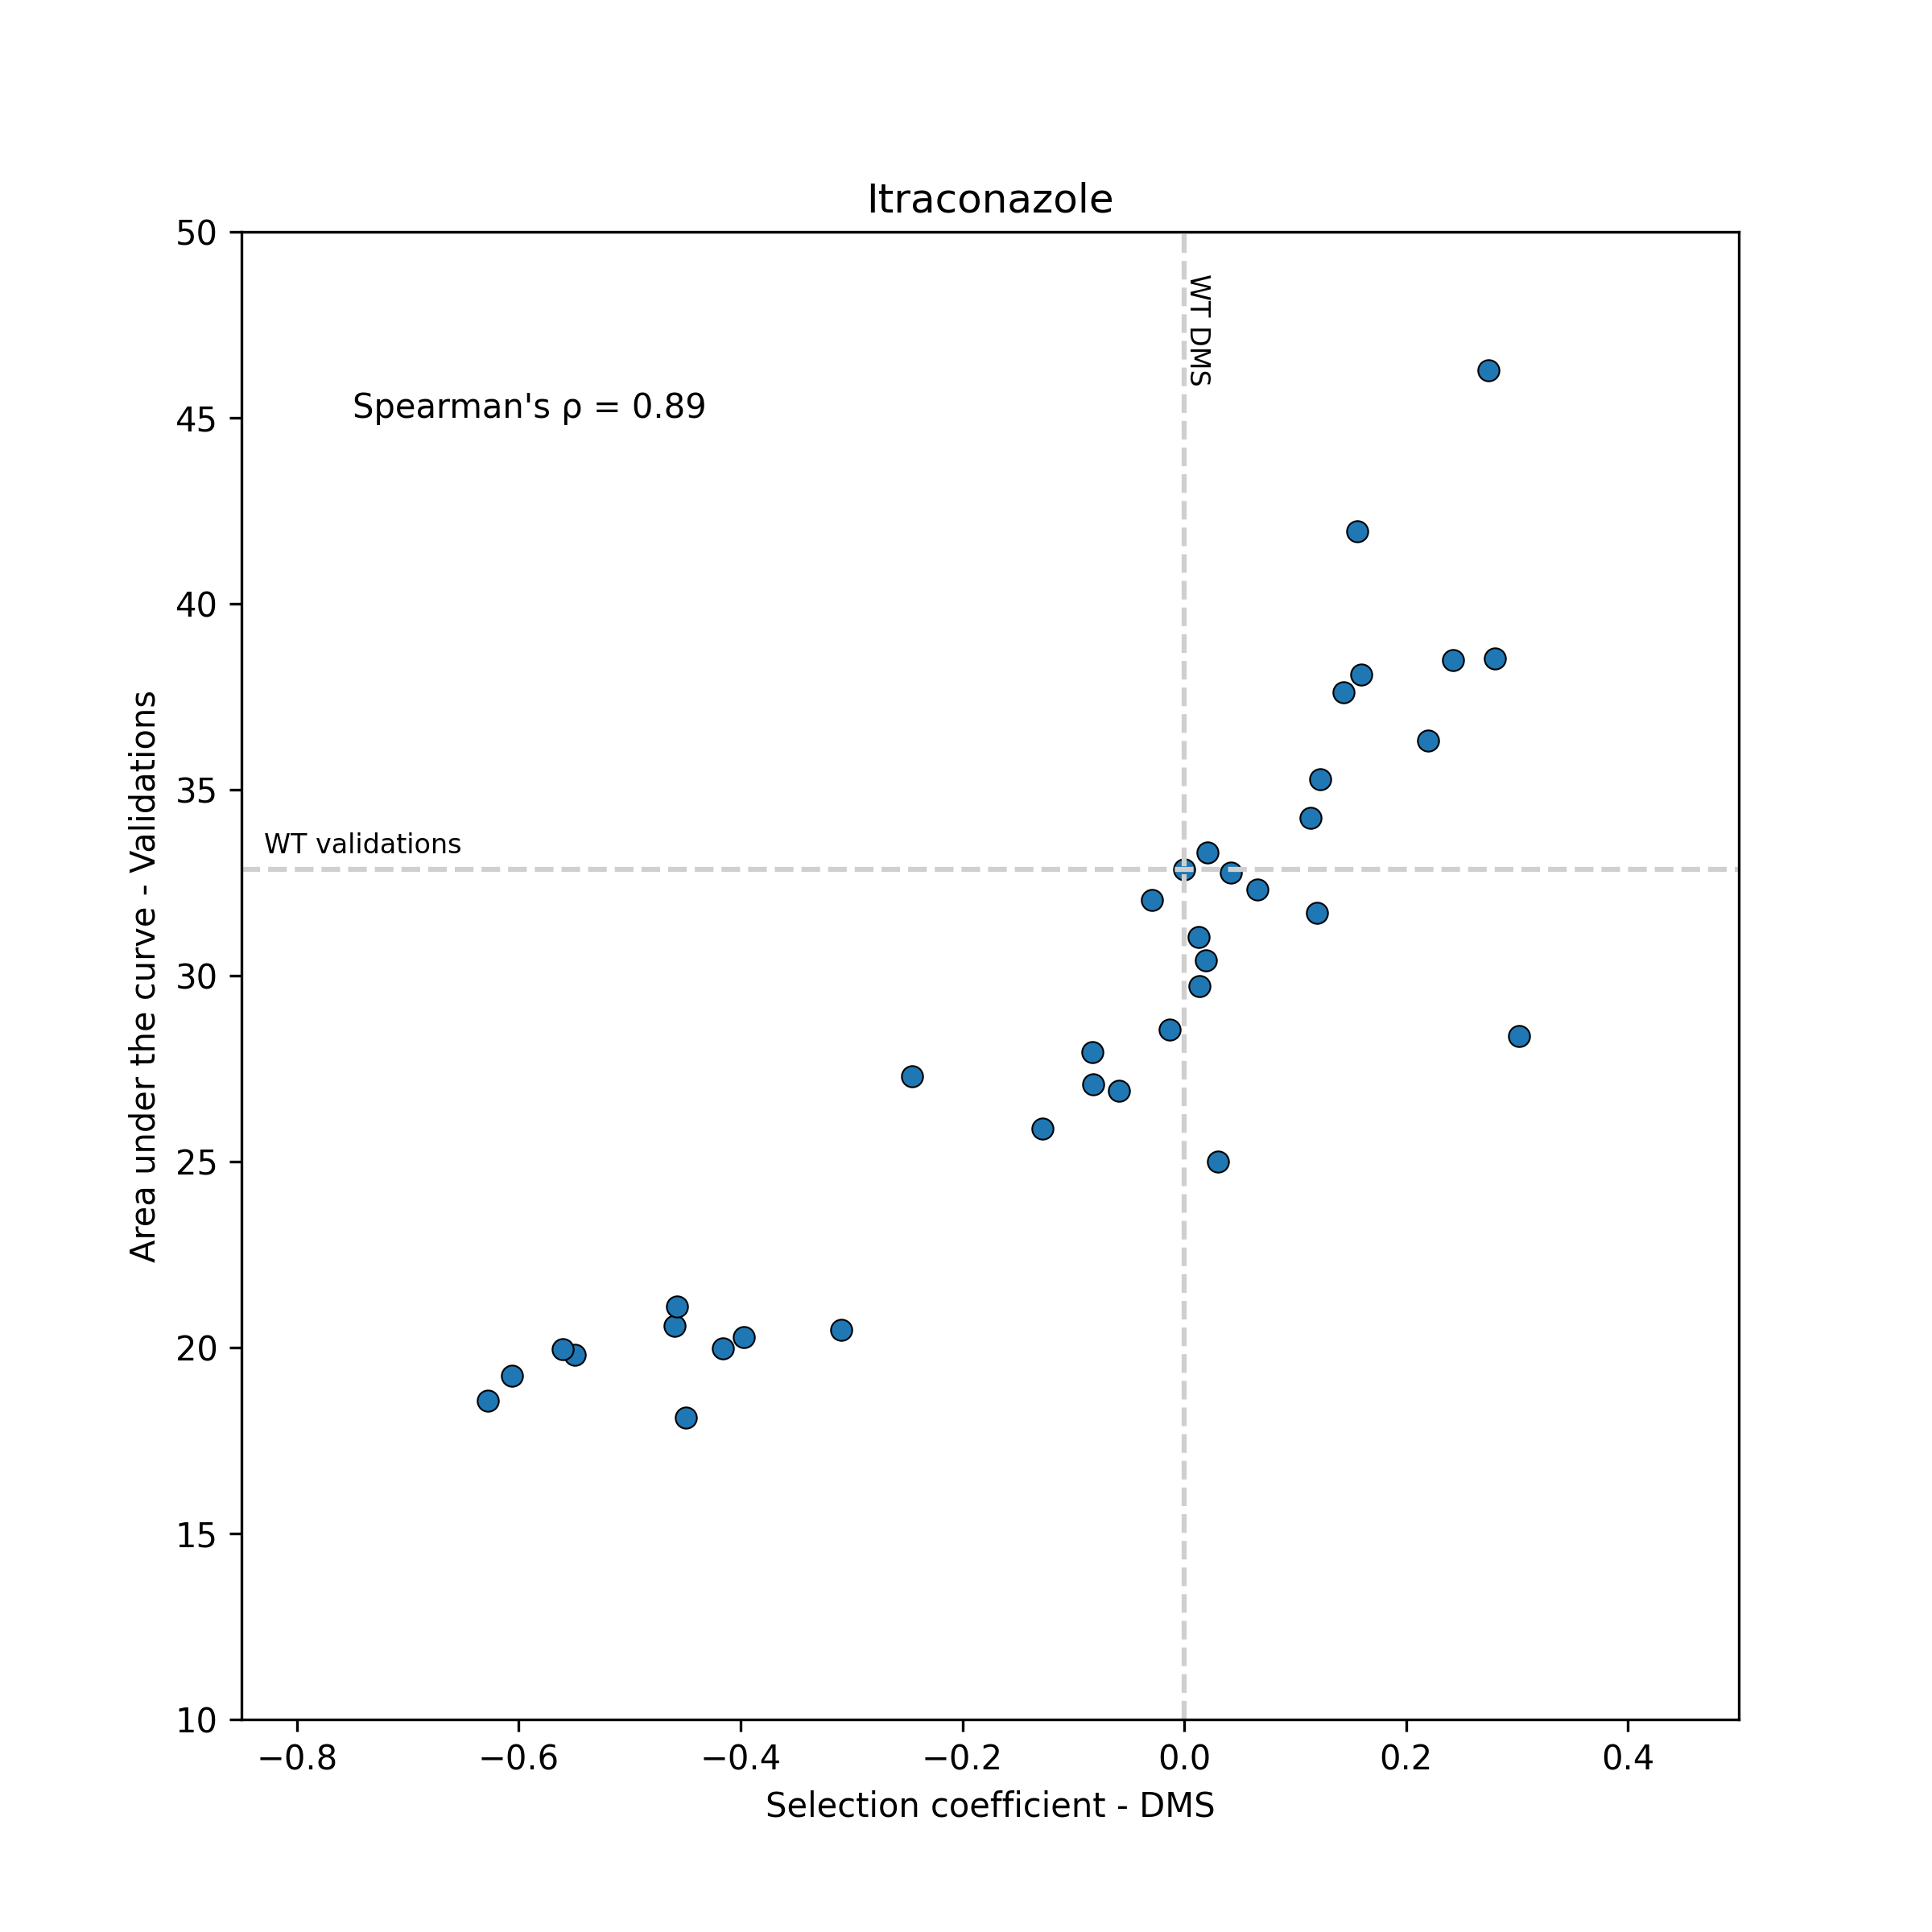 Itraconazole
50
45
40
35
30
25
20
15
10
Area under the curve - Validations
Spearman's ρ = 0.89
WT DMS
WT validations
−0.8 −0.6 −0.4 −0.2 0.0 0.2 0.4
Selection coefficient - DMS